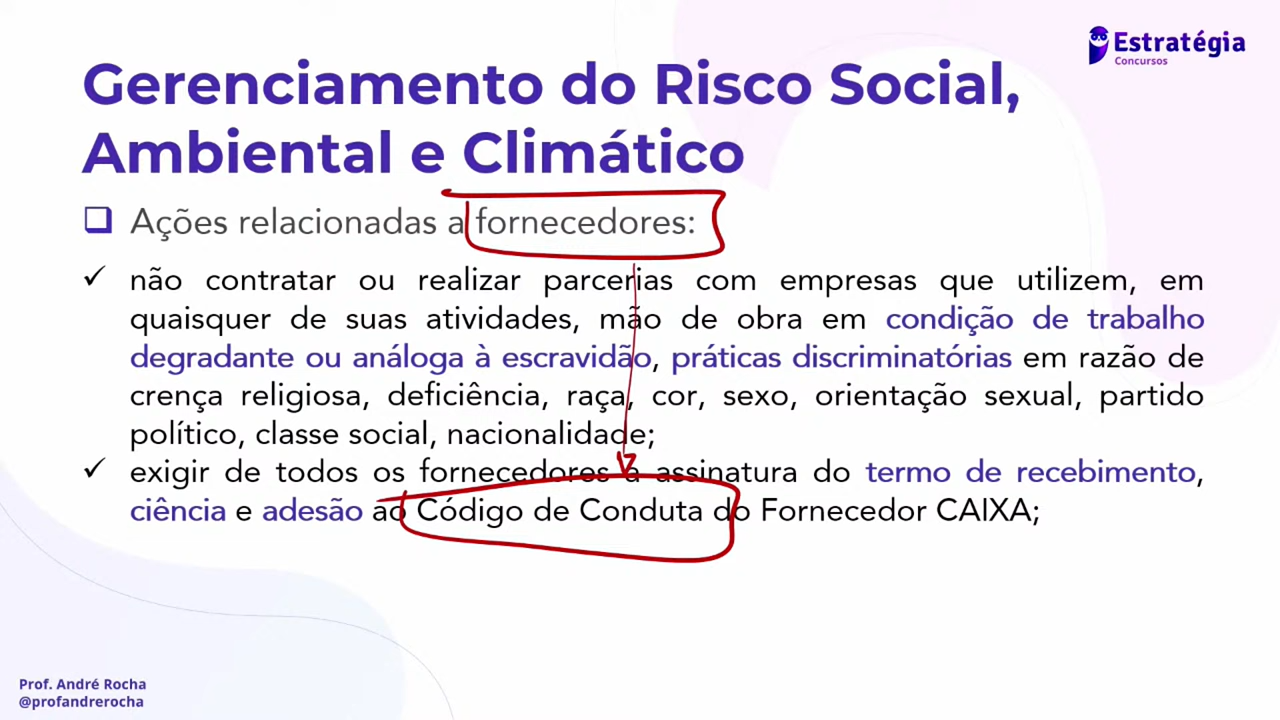 Estratégia
Concursos
Gerenciamento do Risco Social,
Ambiental e Climático
Ações relacionadas a fornecedores:
não contratar ou realizar parcerias com empresas que utilizem, em
quaisquer de suas atividades, mão de obra em condição de trabalho
degradante ou análoga à escravidão, práticas discriminatórias em razão de
crença religiosa, deficiência, raça, cor, sexo, orientação sexual, partido
político, classe social, nacionalidade;
exigir de todos os fornecedores a assinatura do termo de recebimento,
ciência e adesão ao Código de Conduta do Fornecedor CAIXA;
Prof. André Rocha
@profandrerocha